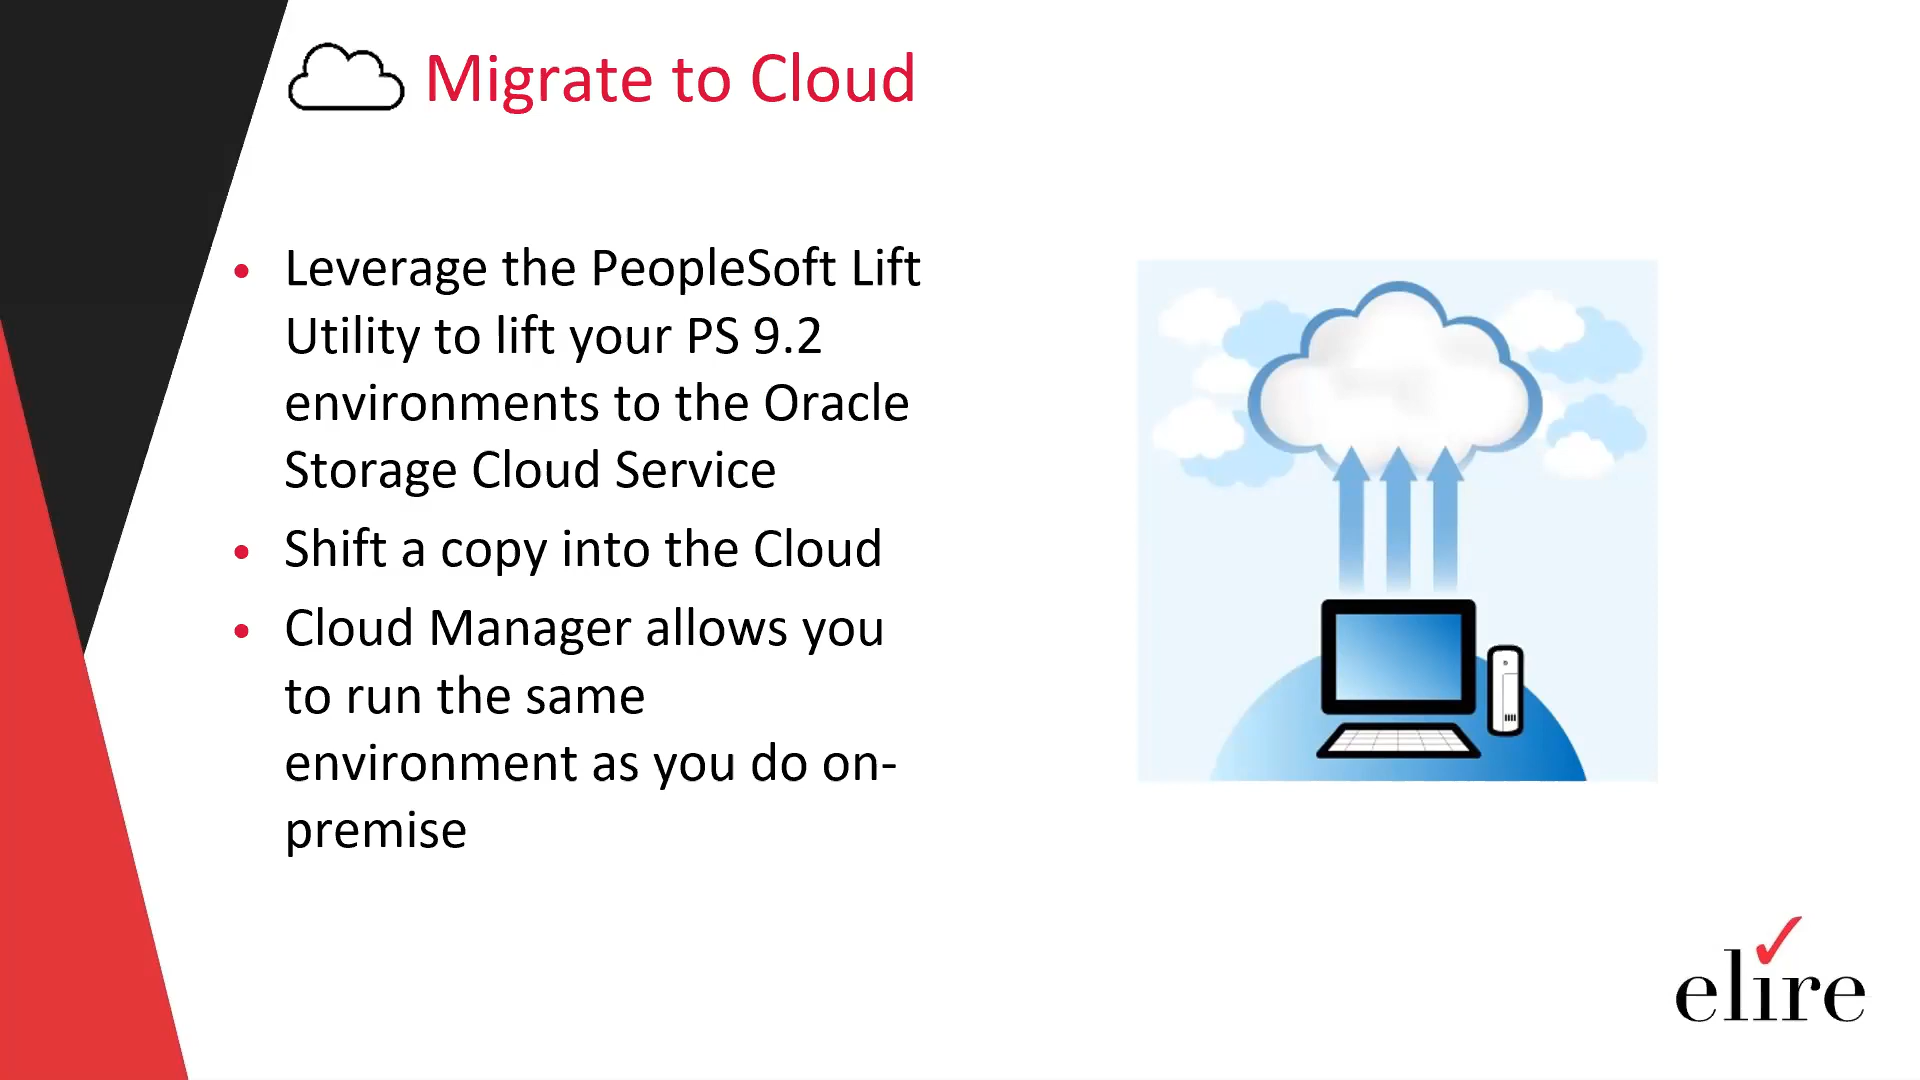 Migrate to Cloud
• Leverage the PeopleSoft Lift
Utility to lift your PS 9.2
environments to the Oracle
Storage Cloud Service
• Shift a copy into the Cloud
• Cloud Manager allows you
to run the same
environment as you do on-
premise
elire